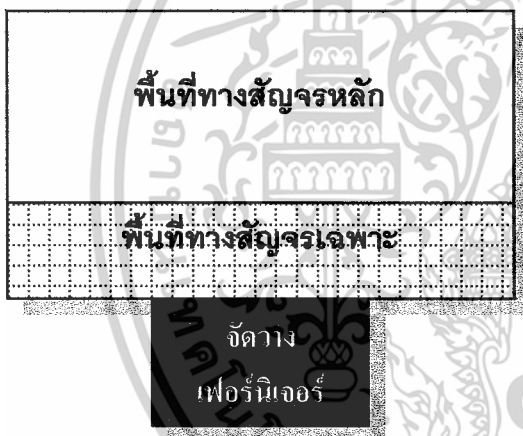 พื้นที่ทางสัญจรหลัก
พื้นที่ทางสัญจรเฉพาะ
จัดวาง
เฟอร์นิเจอร์